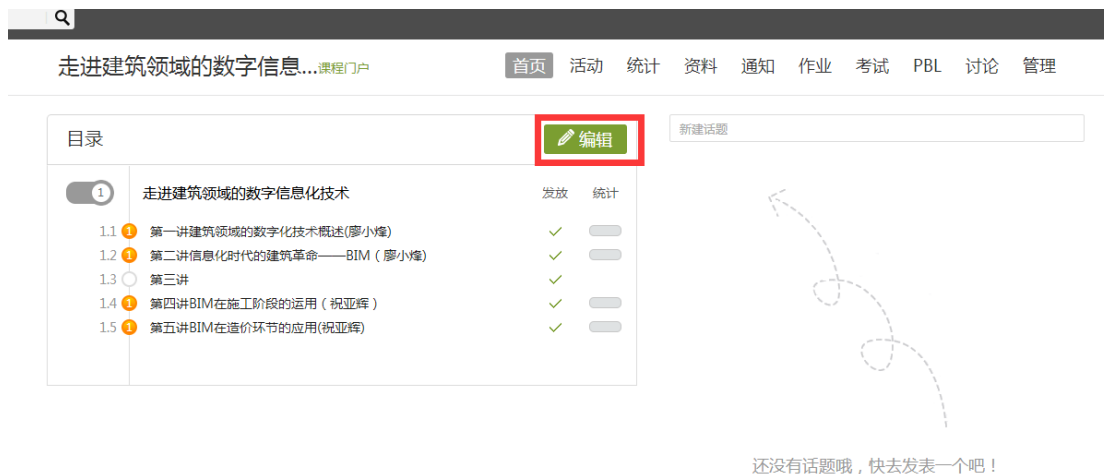 走进建筑领域的数字信息...课程门户
首页 活动 统计 资料 通知 作业 考试 PBL 讨论 管理
目录
编辑
新建话题
1 走进建筑领域的数字信息化技术 发放 统计
1.1 1 第一讲建筑领域的数字化技术概述(廖小烽)
1.2 1 第二讲信息化时代的建筑革命——BIM（廖小烽)
1.3 第三讲
1.4 1 第四讲BIM在施工阶段的运用（祝亚辉）
1.5 1 第五讲BIM在造价环节的应用(祝亚辉)
还没有话题哦，快去发表一个吧！